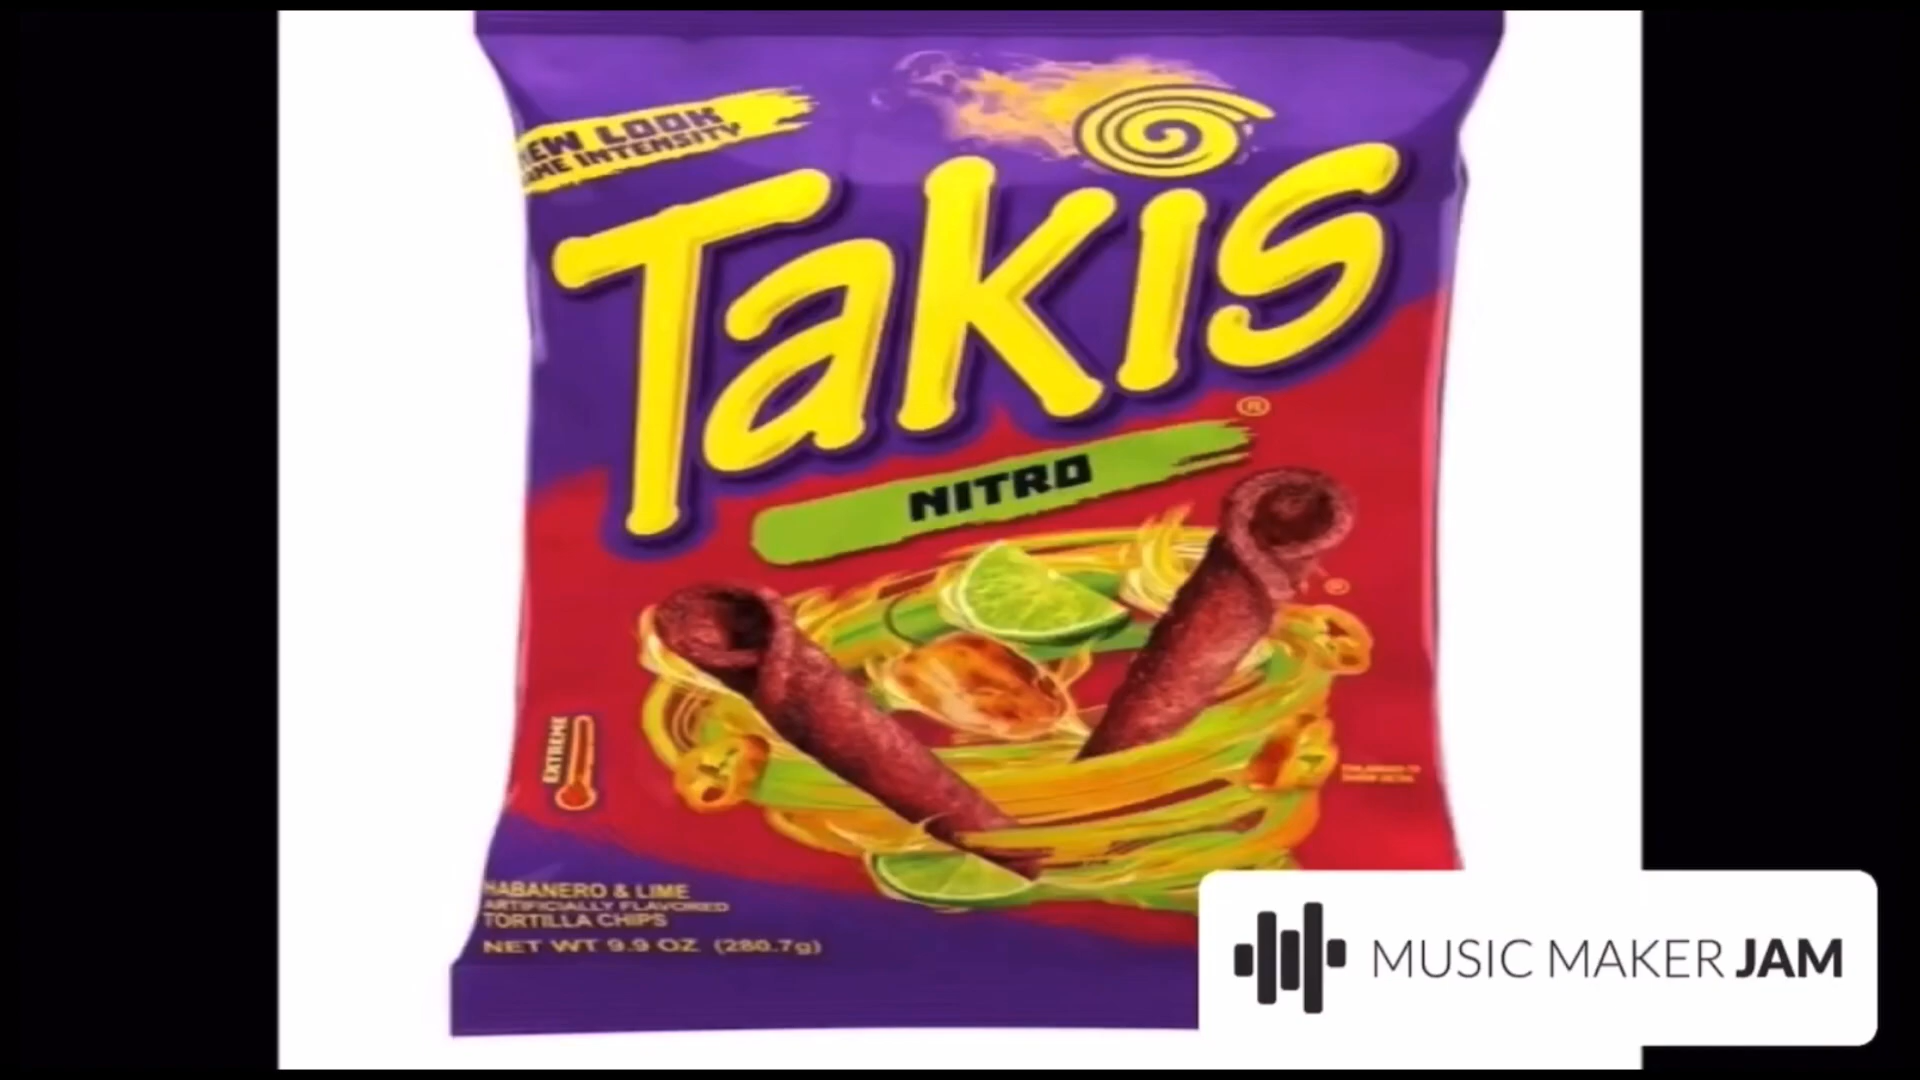 EW LOOK
AME INTENSITY
Takis
®
NITRO
EXTREME
HABANERO & LIME
ARTIFICIALLY FLAVORED
TORTILLA CHIPS
NET WT 9.9 OZ (280.7g)
MUSIC MAKER JAM